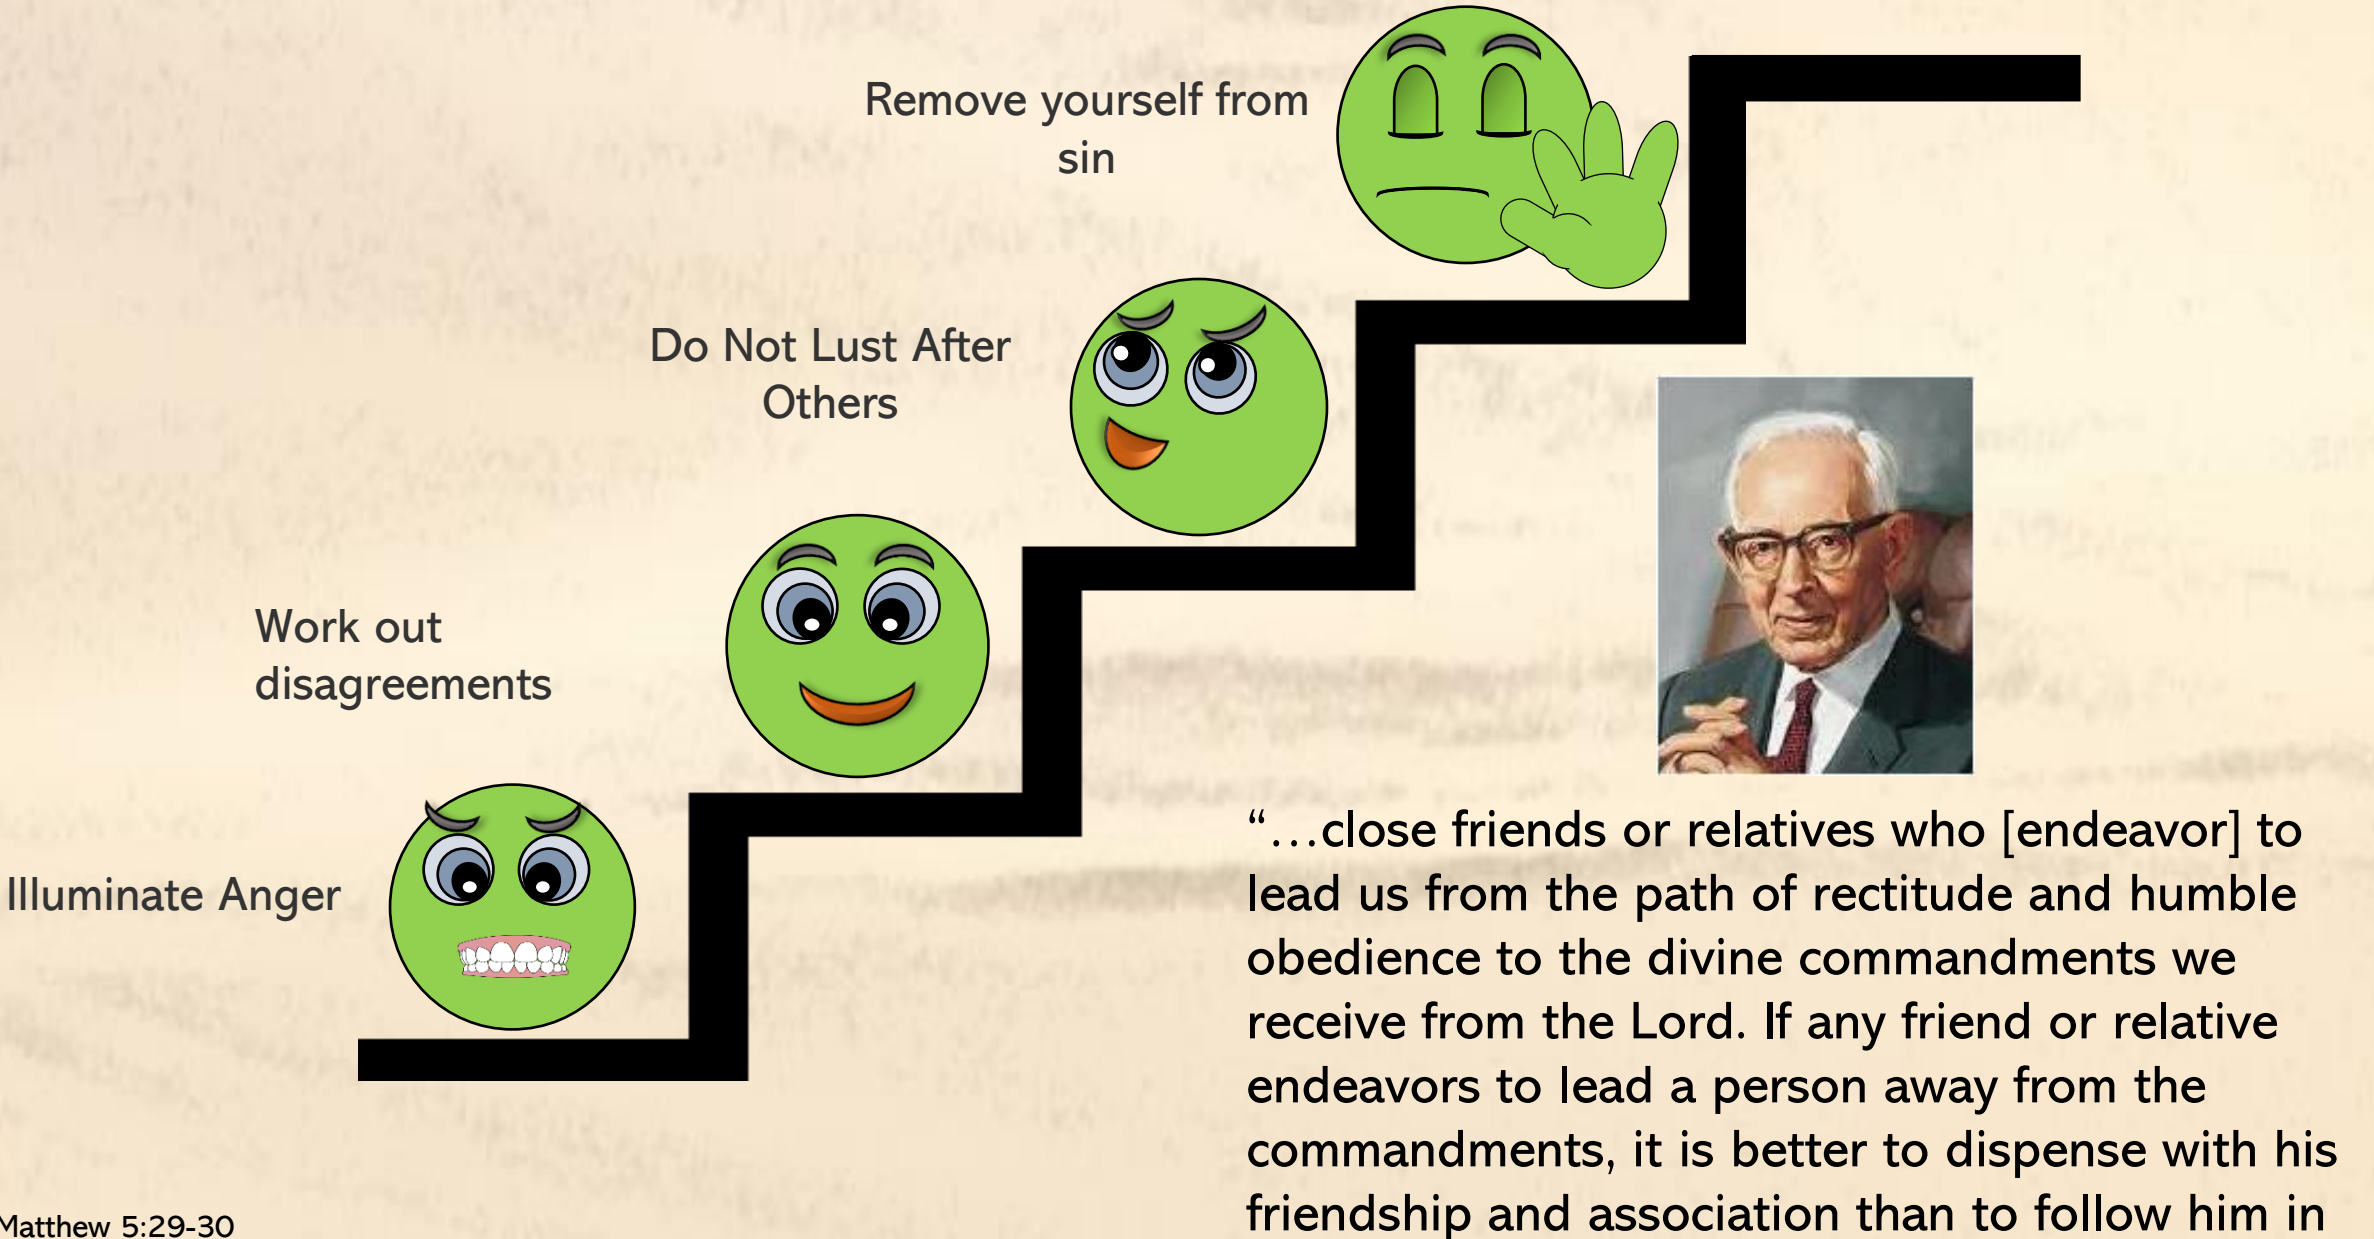 Remove yourself from
sin
Do Not Lust After
Others
Work out
disagreements
Illuminate Anger
“…close friends or relatives who [endeavor] to
lead us from the path of rectitude and humble
obedience to the divine commandments we
receive from the Lord. If any friend or relative
endeavors to lead a person away from the
commandments, it is better to dispense with his
friendship and association than to follow him in
Matthew 5:29-30